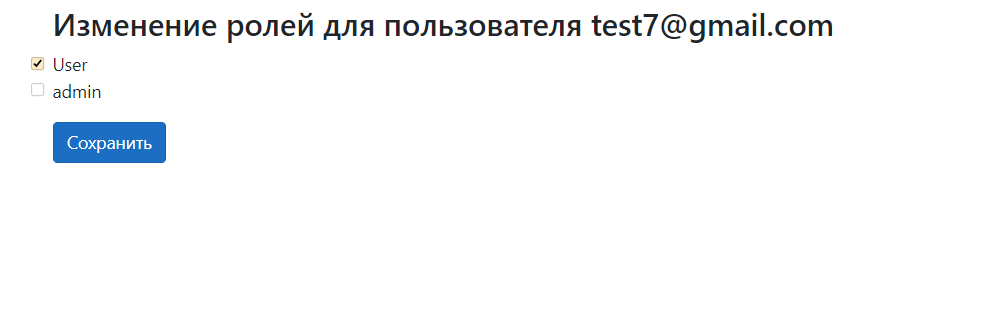 Изменение ролей для пользователя test7@gmail.com
User
admin
Сохранить